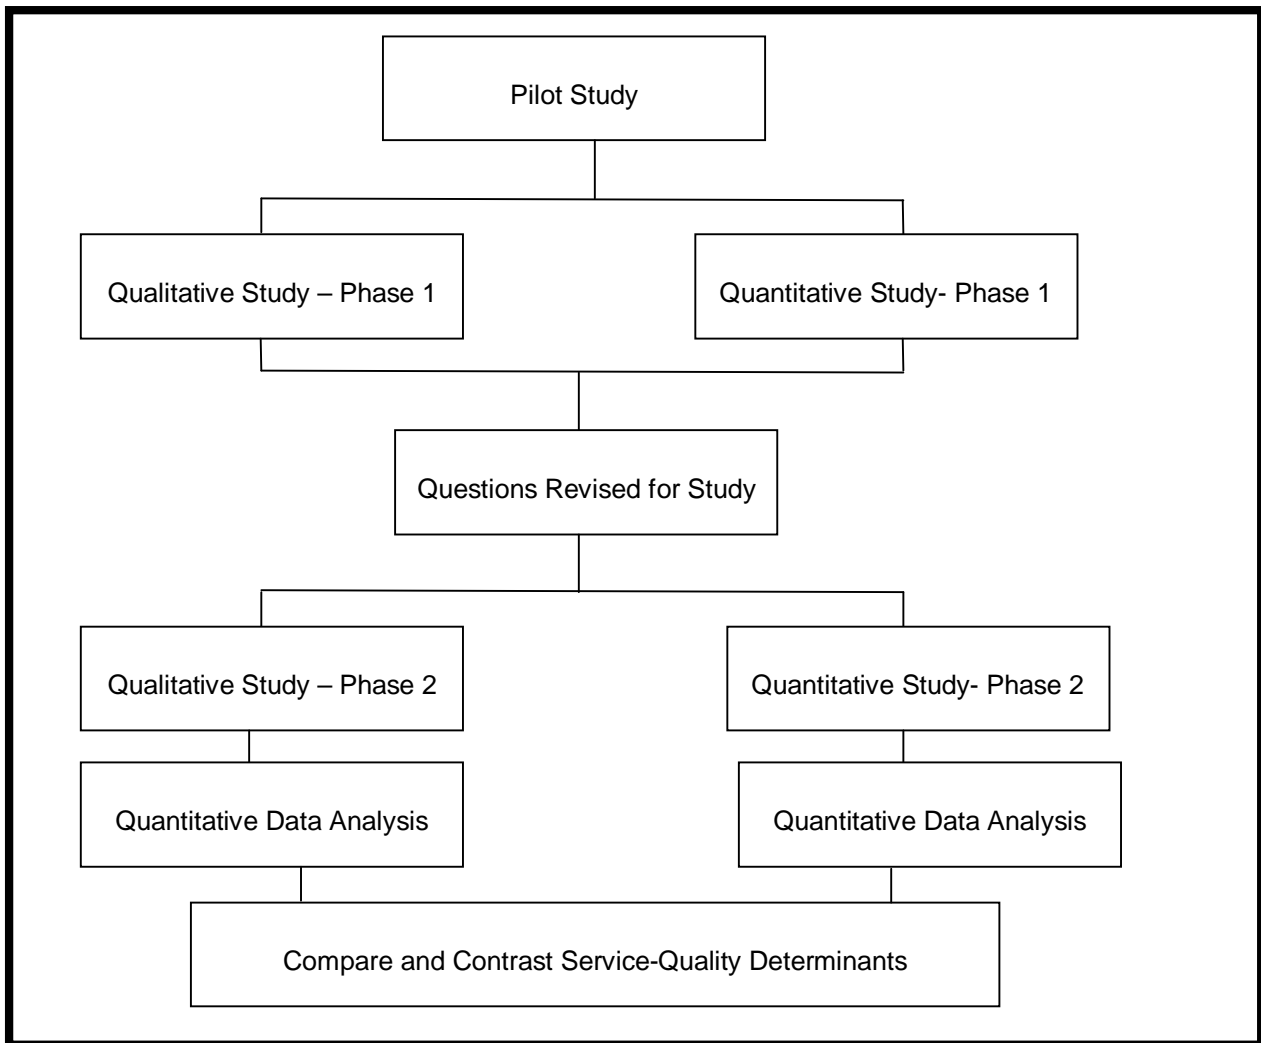 Pilot Study
Qualitative Study – Phase 1
Quantitative Study- Phase 1
Questions Revised for Study
Qualitative Study – Phase 2
Quantitative Study- Phase 2
Quantitative Data Analysis
Quantitative Data Analysis
Compare and Contrast Service-Quality Determinants